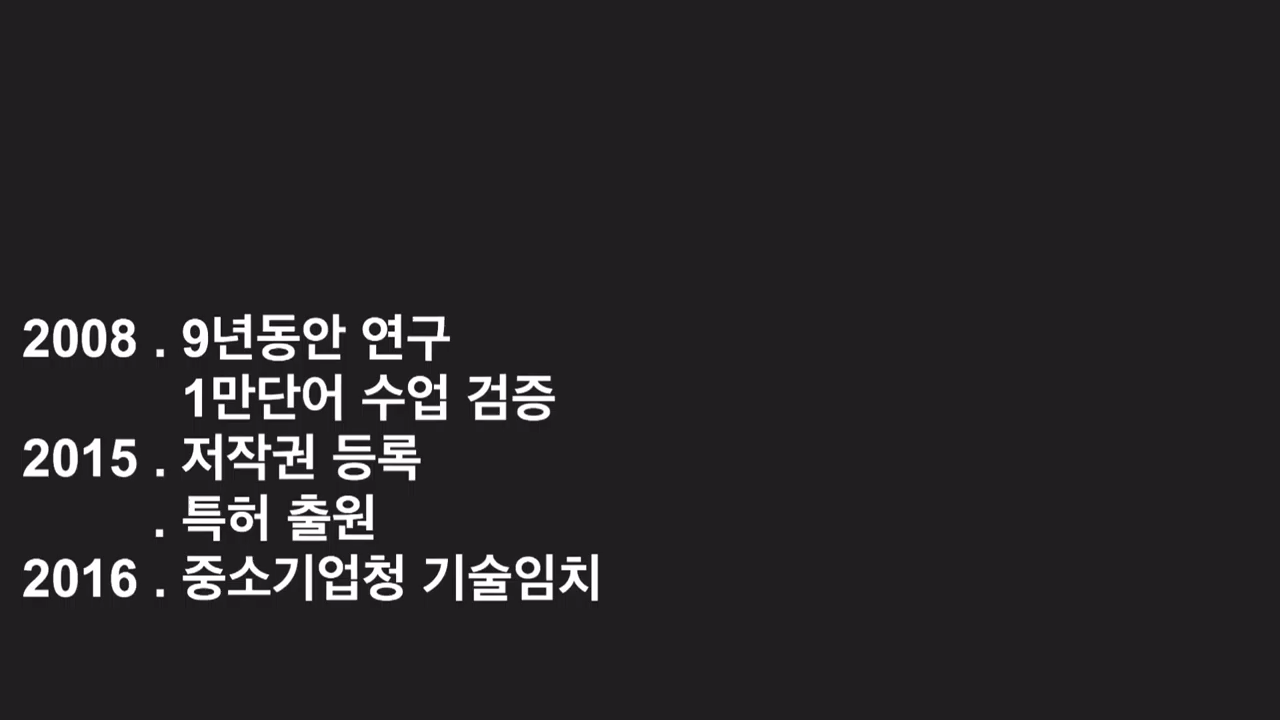 2008 . 9년동안 연구
1만단어 수업 검증
2015 . 저작권 등록
. 특허 출원
2016 . 중소기업청 기술임치